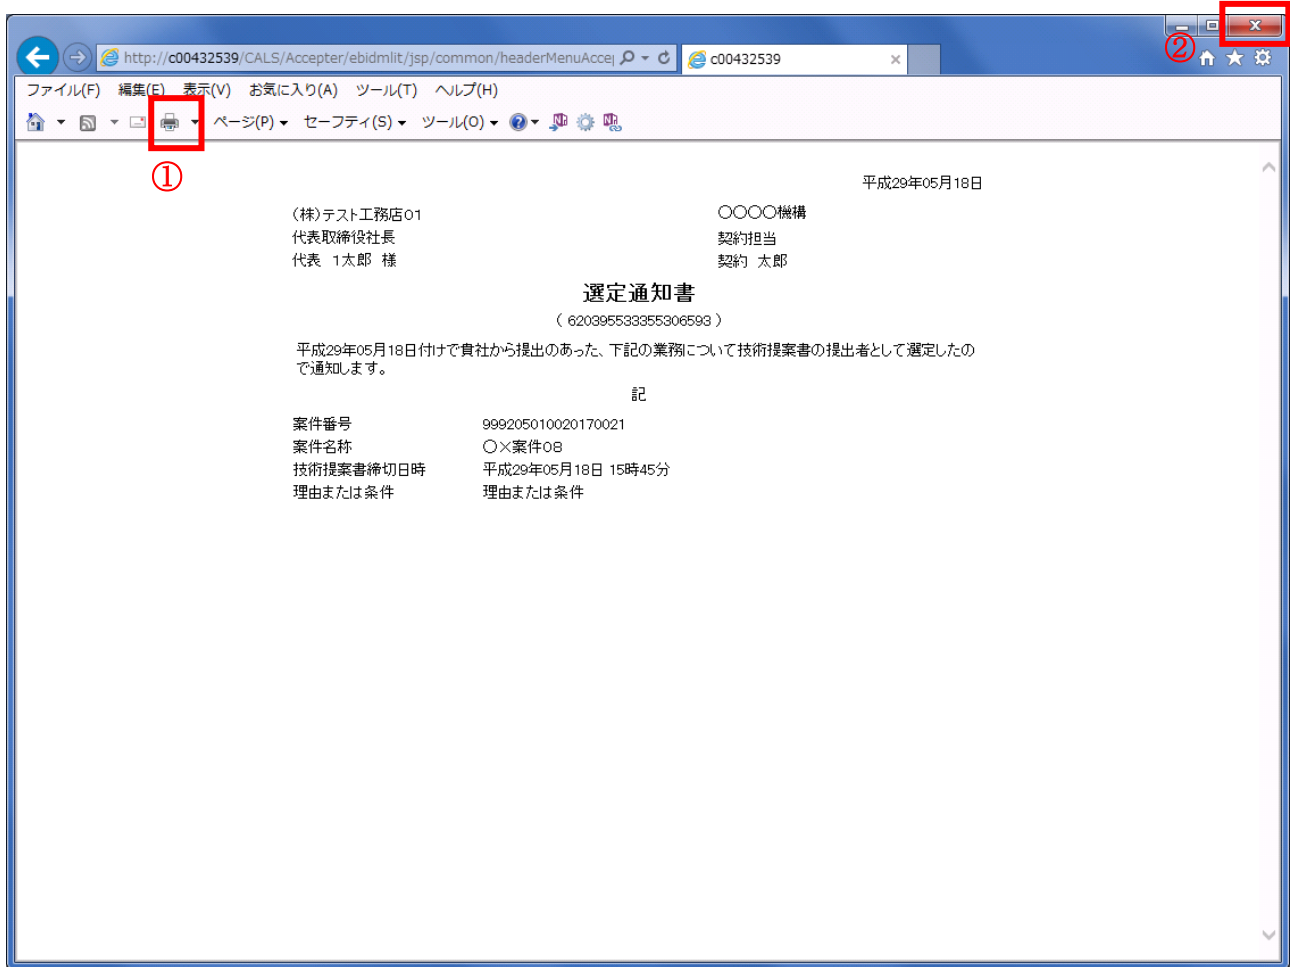 ②
http://c00432539/CALS/Accepter/ebidmlit/jsp/common/headerMenuAccep
c00432539
ファイル(F) 編集(E) 表示(V) お気に入り(A) ツール(T) ヘルプ(H)
ページ(P) セーフティ(S) ツール(O)
①
平成29年05月18日
(株)テスト工務店01
〇〇〇〇機構
代表取締役社長
契約担当
代表 1太郎 様
契約 太郎
選定通知書
( 620395533355306593 )
平成29年05月18日付けで貴社から提出のあった、下記の業務について技術提案書の提出者として選定したの
で通知します。
記
案件番号 999205010020170021
案件名称 〇×案件08
技術提案書締切日時 平成29年05月18日 15時45分
理由または条件 理由または条件